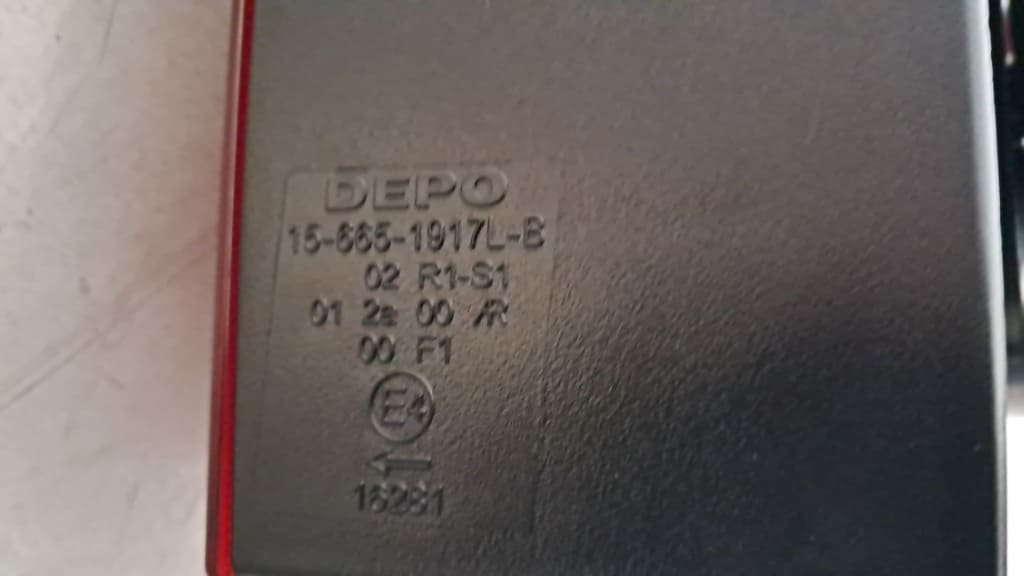 DEPO
15-665-1917L-B
02 R1-S1
01 2a 00 AR
00 F1
E4
16281